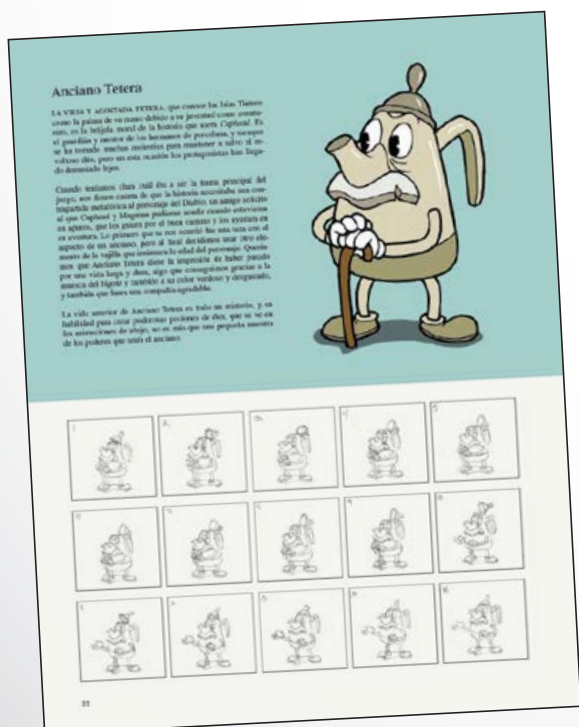 Anciano Tetera
LA VIEJA Y AGOSTADA TETERA, que conoce las Islas Tintero
como la palma de su mano debido a su juventud como aventu-
rero, es la brújula moral de la historia que narra Cuphead. Es
el guardián y mentor de los hermanos de porcelana, y siempre
se ha tomado muchas molestias para mantener a salvo al re-
voltoso dúo, pero en esta ocasión los protagonistas han llega-
do demasiado lejos.
Cuando teníamos claro cuál iba a ser la trama principal del
juego, nos dimos cuenta de que la historia necesitaba una con-
trapartida metafórica al personaje del Diablo, un amigo solícito
al que Cuphead y Mugman pudieran acudir cuando estuvieran
en apuros, que los guiara por el buen camino y los ayudara en
su aventura. Lo primero que se nos ocurrió fue una taza con el
aspecto de un anciano, pero al final decidimos usar otro ele-
mento de la vajilla que insinuara la edad del personaje. Quería-
mos que Anciano Tetera diese la impresión de haber pasado
por una vida larga y dura, algo que conseguimos gracias a la
muesca del bigote y también a su color verdoso y desgastado,
y también que fuera una compañía agradable.
La vida anterior de Anciano Tetera es todo un misterio, y su
habilidad para crear poderosas pociones de élite, que se ve en
las animaciones de abajo, no es más que una pequeña muestra
de los poderes que tenía el anciano.
1 2 3 4 5